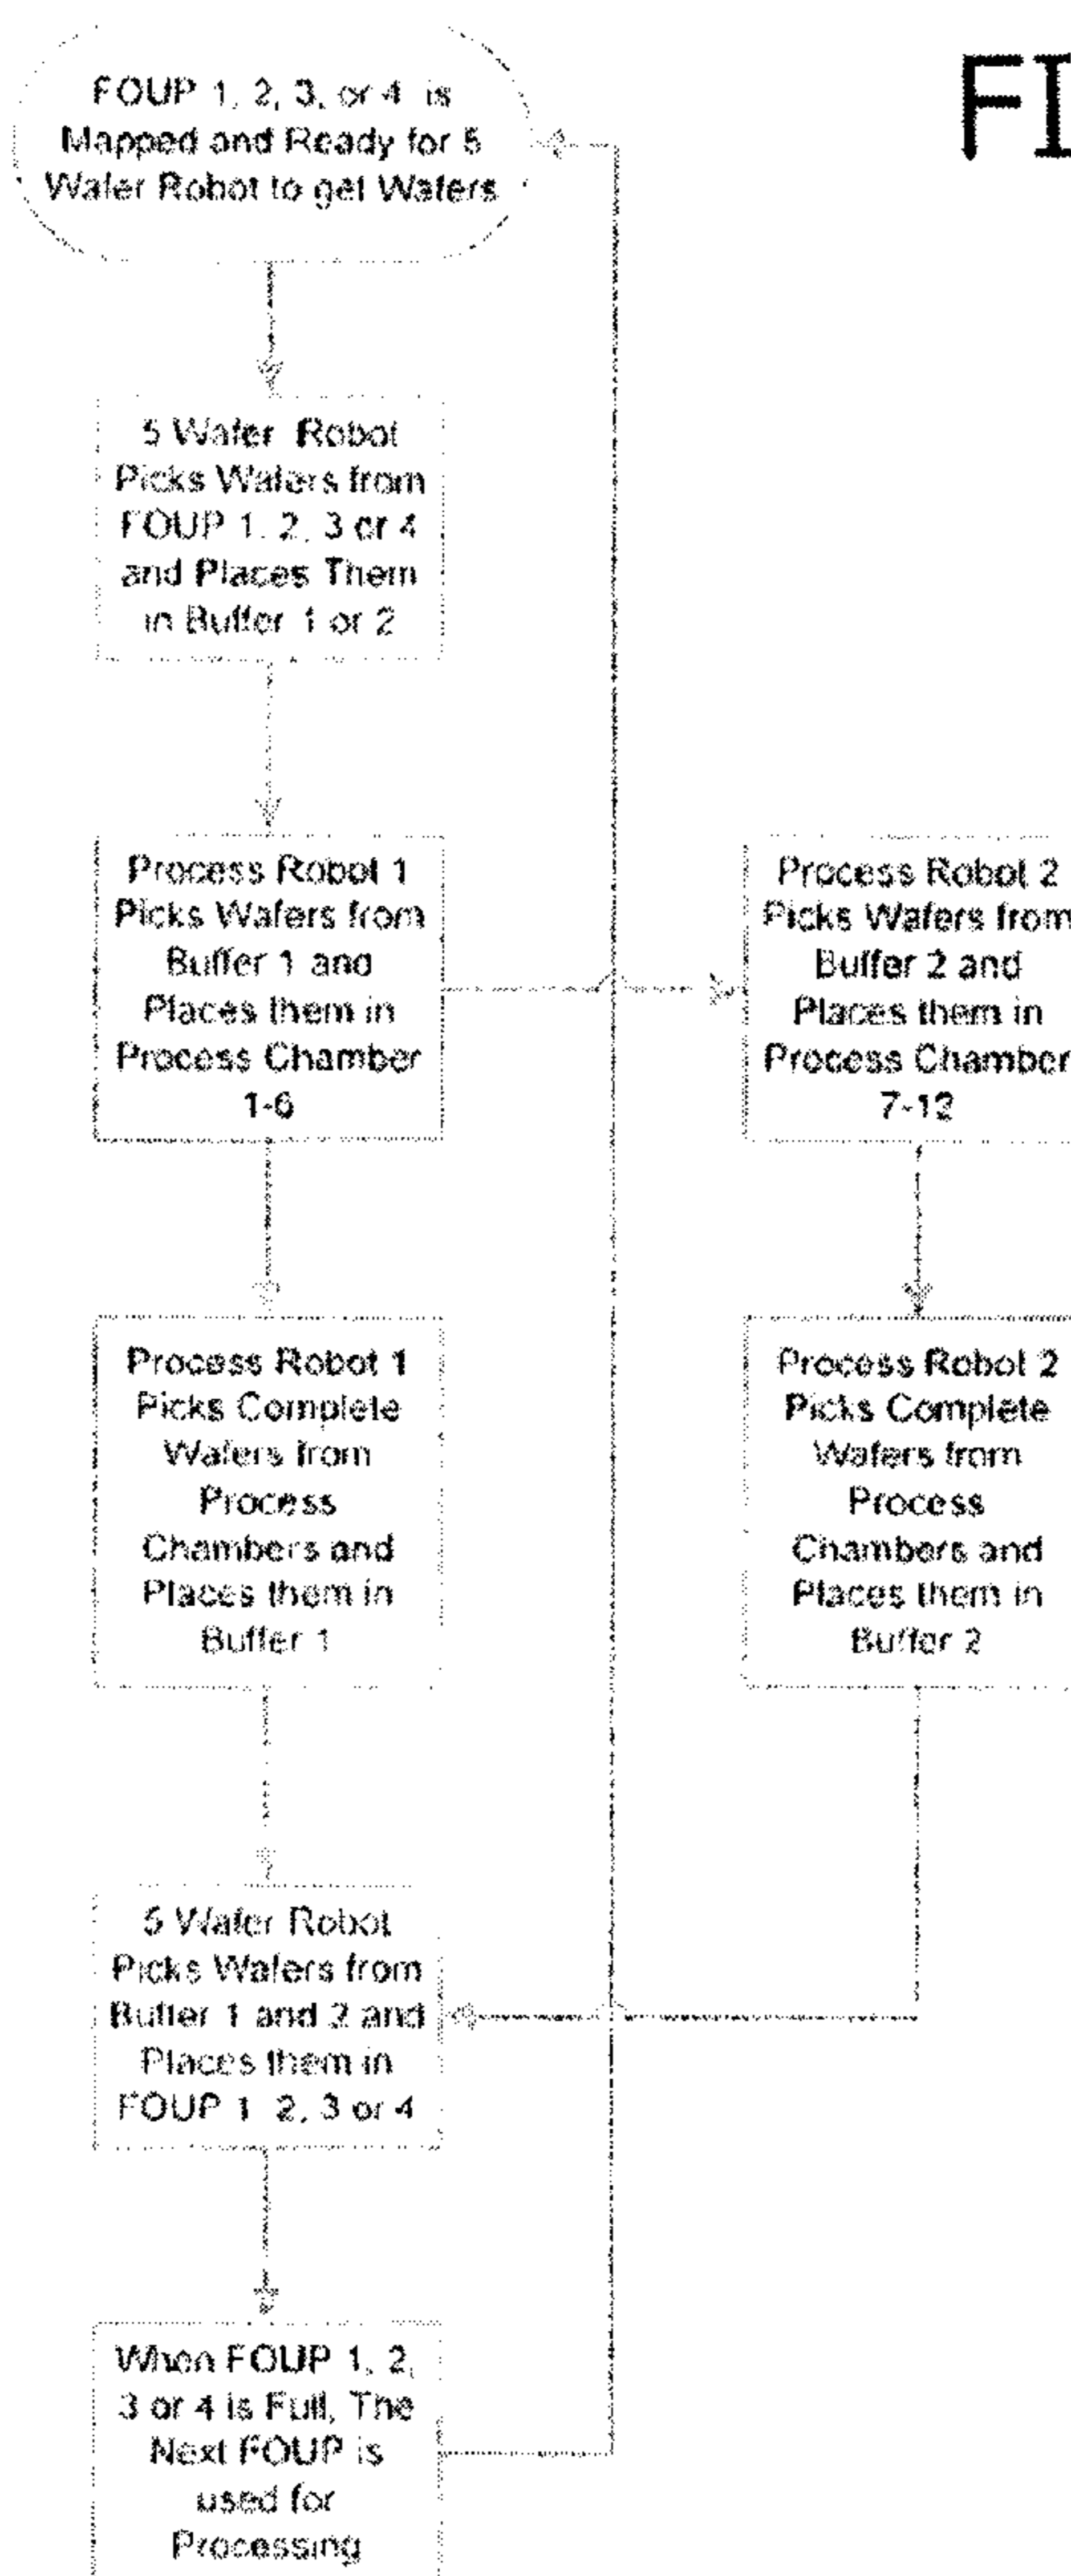 FI
FOUP 1, 2, 3, or 4 is
Mapped and Ready for 5
Wafer Robot to get Wafers
5 Wafer Robot
Picks Wafers from
FOUP 1, 2, 3 or 4
and Places Them
in Buffer 1 or 2
Process Robot 1
Picks Wafers from
Buffer 1 and
Places them in
Process Chamber
1-6
Process Robot 2
Picks Wafers from
Buffer 2 and
Places them in
Process Chamber
7-12
Process Robot 1
Picks Complete
Wafers from
Process
Chambers and
Places them in
Buffer 1
Process Robot 2
Picks Complete
Wafers from
Process
Chambers and
Places them in
Buffer 2
5 Wafer Robot
Picks Wafers from
Buffer 1 and 2 and
Places them in
FOUP 1 2, 3 or 4
When FOUP 1, 2,
3 or 4 is Full, The
Next FOUP is
used for
Processing